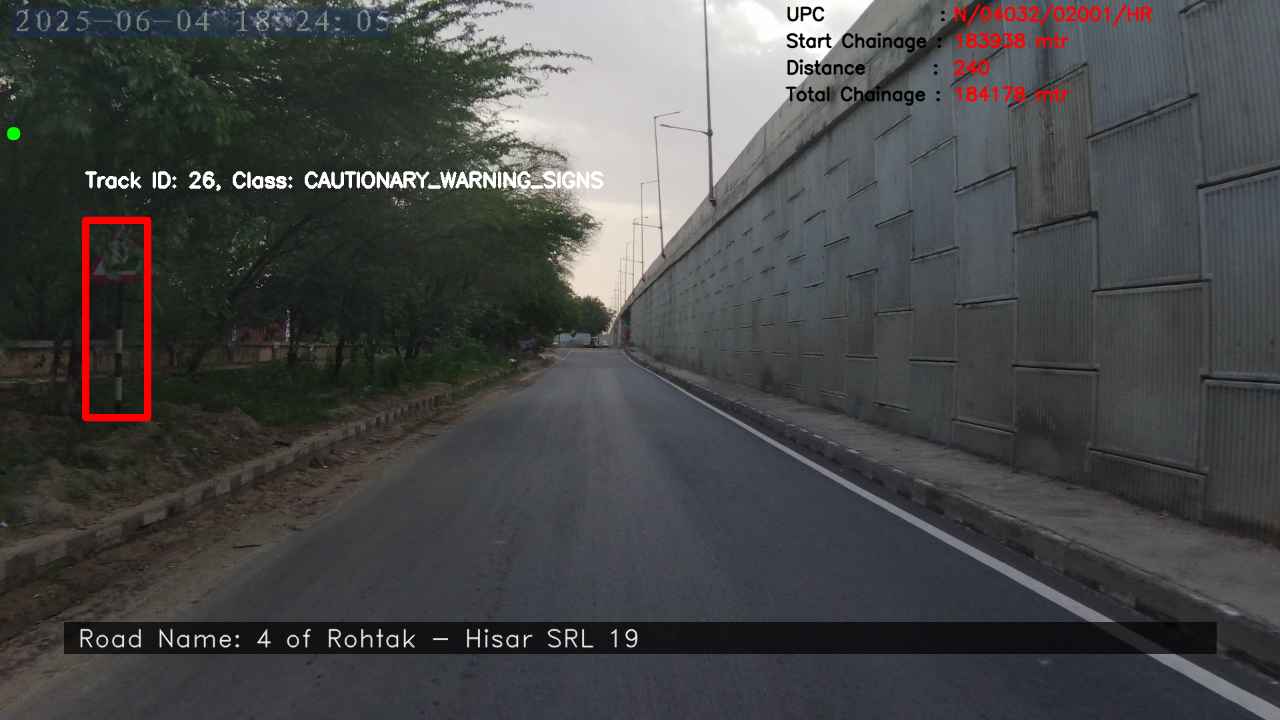 2025-06-04 18:24:05
UPC : N/04032/02001/HR
Start Chainage : 183938 mtr
Distance : 240
Total Chainage : 184178 mtr
Track ID: 26, Class: CAUTIONARY_WARNING_SIGNS
Road Name: 4 of Rohtak - Hisar SRL 19